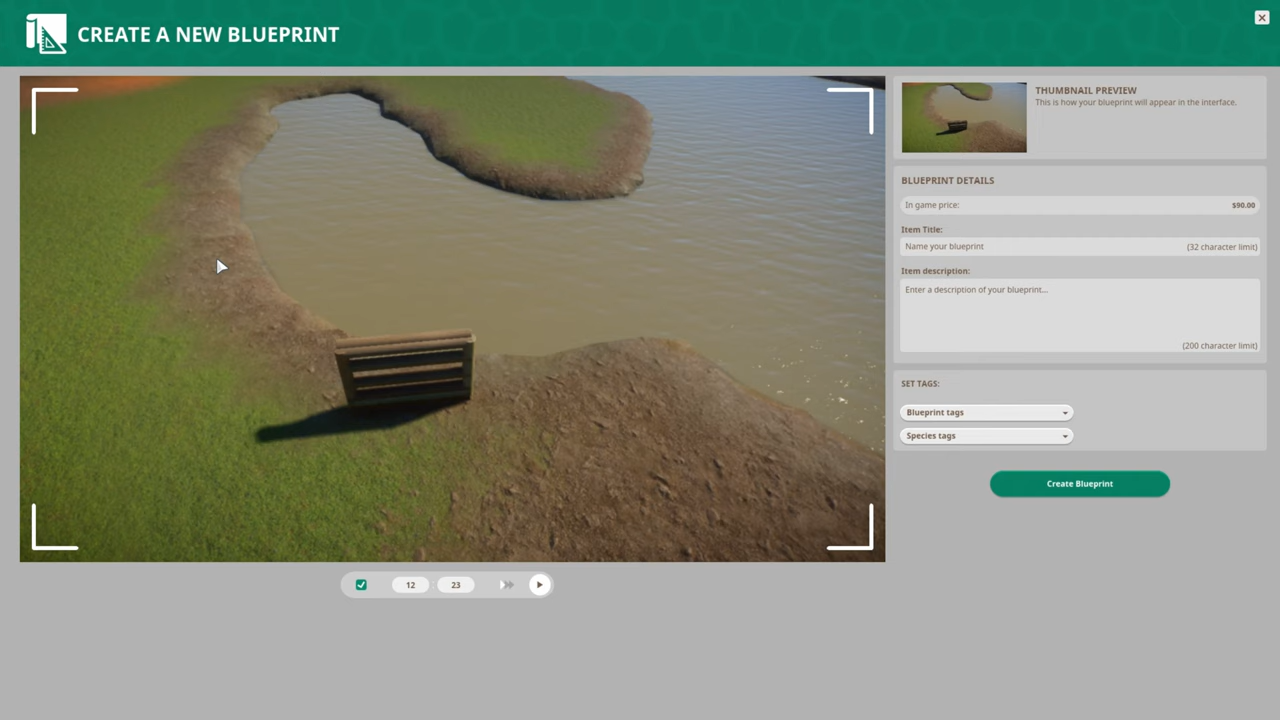 CREATE A NEW BLUEPRINT
THUMBNAIL PREVIEW
This is how your blueprint will appear in the interface.
BLUEPRINT DETAILS
In game price: $90.00
Item Title:
Name your blueprint (32 character limit)
Item description:
Enter a description of your blueprint...
(200 character limit)
SET TAGS:
Blueprint tags
Species tags
Create Blueprint
12 23